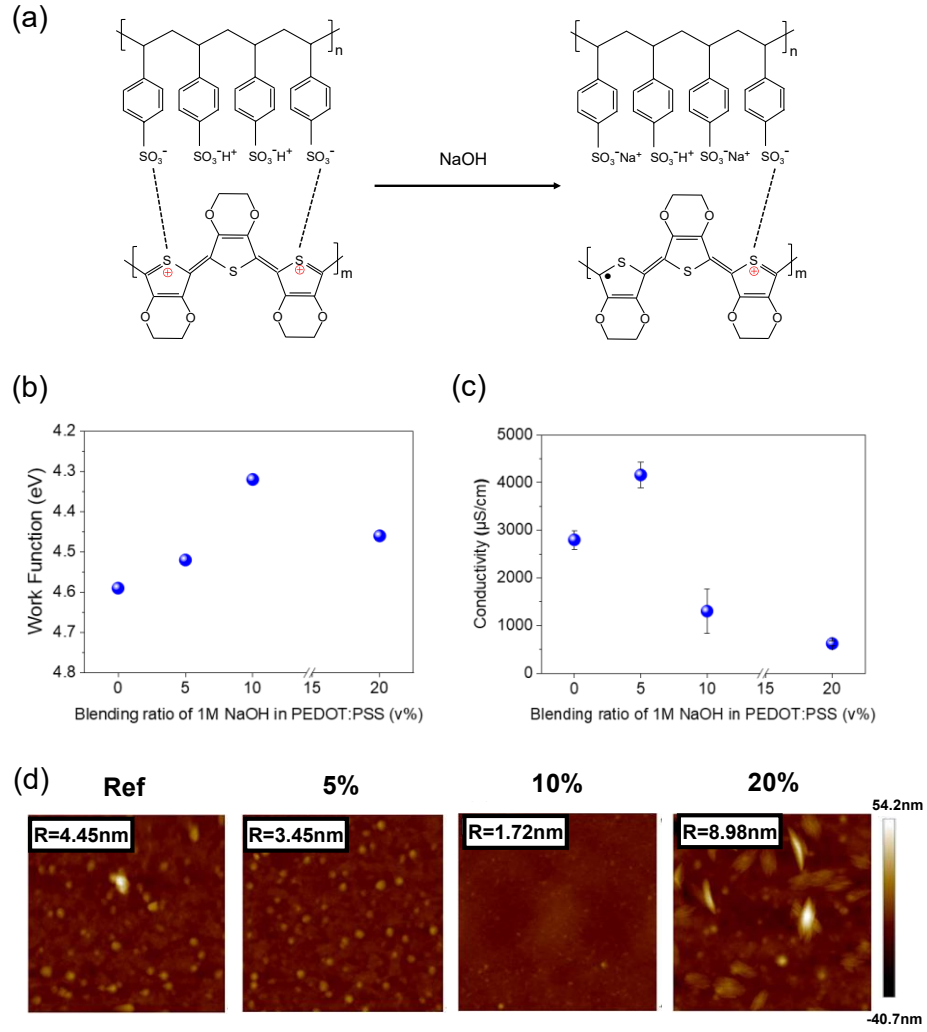 (a)
n
n
SO3-
SO3-H+
SO3-H+
SO3-
NaOH
SO3-Na+
SO3-H+
SO3-Na+
SO3-
O
O
O
O
S
⊕
S
S
⊕
m
S
S
S
⊕
m
O
O
O
O
O
O
O
O
(b)
4.2
4.3
4.4
4.5
4.6
4.7
4.8
Work Function (eV)
0
5
10
15
20
Blending ratio of 1M NaOH in PEDOT:PSS (v%)
(c)
5000
4000
3000
2000
1000
0
Conductivity (µS/cm)
0
5
10
15
20
Blending ratio of 1M NaOH in PEDOT:PSS (v%)
(d)
Ref
5%
10%
20%
R=4.45nm
R=3.45nm
R=1.72nm
R=8.98nm
54.2nm
-40.7nm